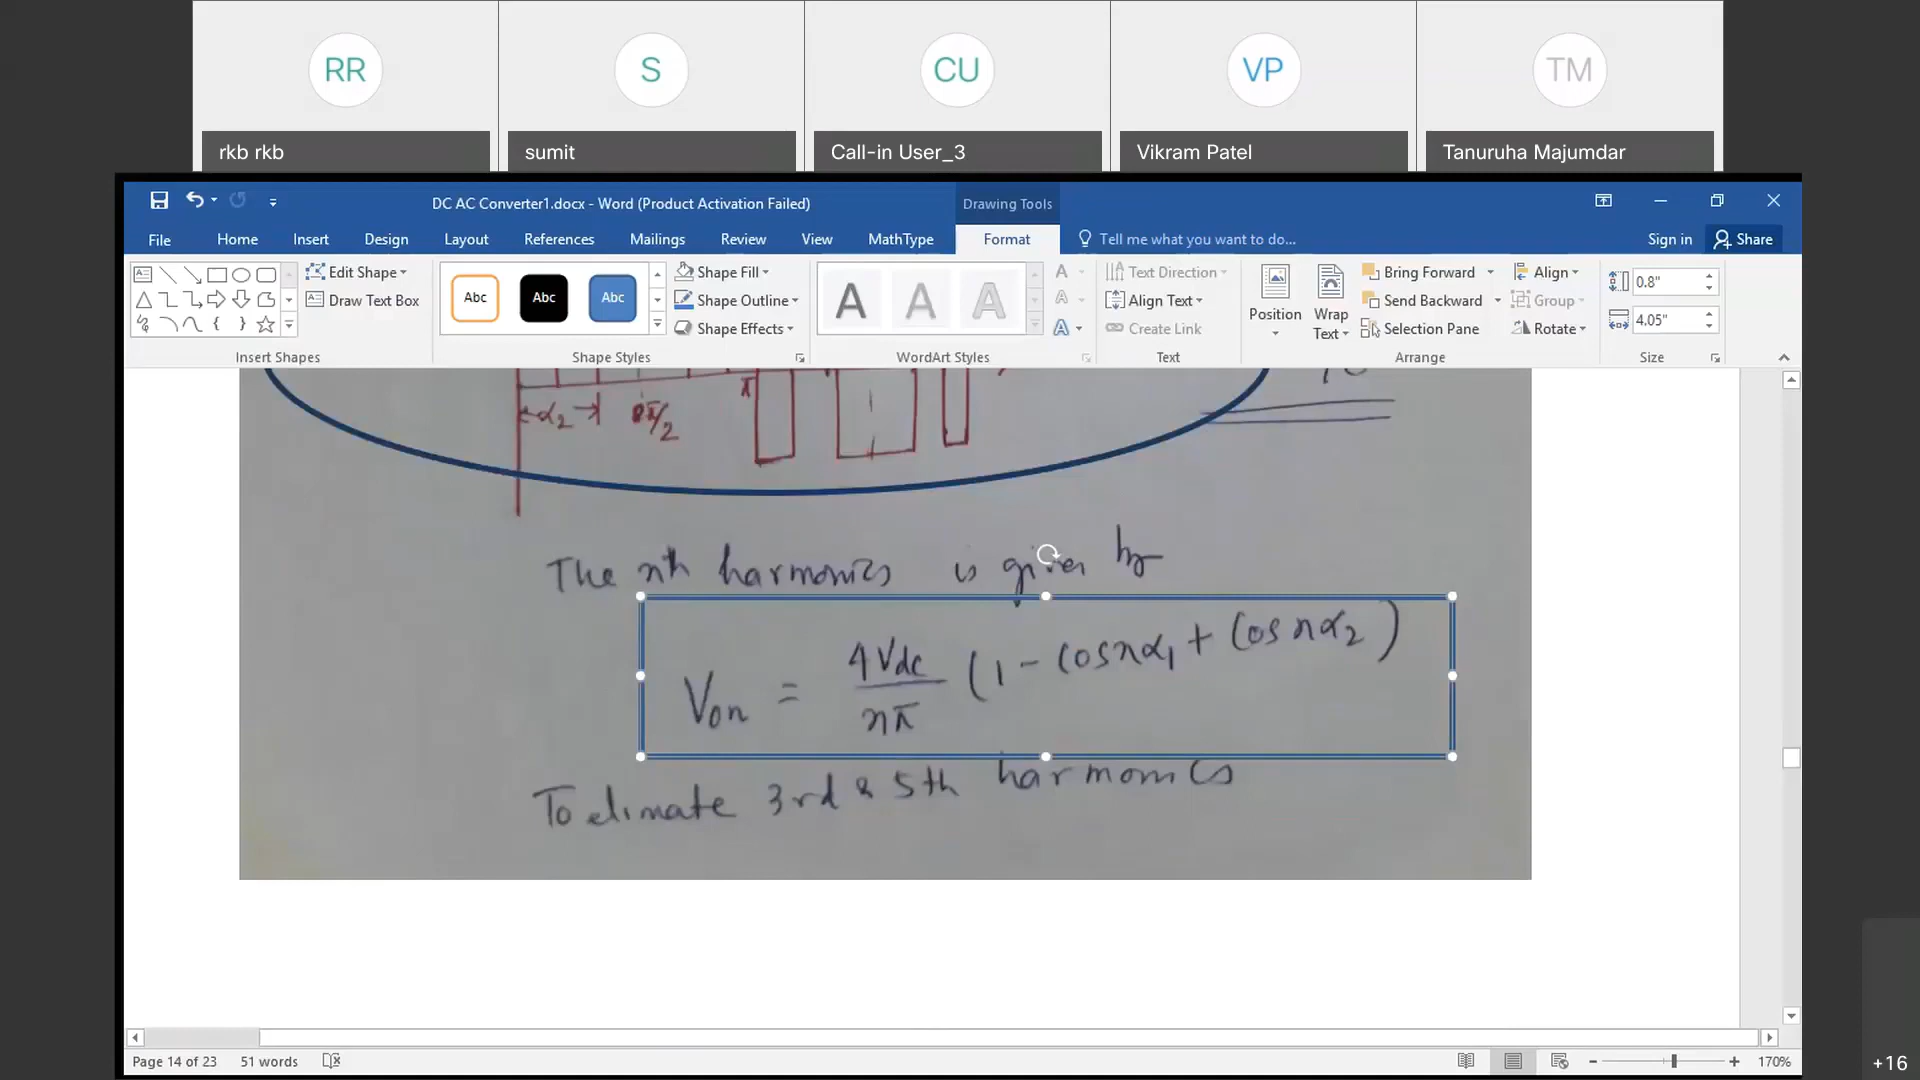 RR S CU VP TM
rkb rkb sumit Call-in User_3 Vikram Patel Tanuruha Majumdar
DC AC Converter1.docx - Word (Product Activation Failed) Drawing Tools
File Home Insert Design Layout References Mailings Review View MathType Format Tell me what you want to do... Sign in Share
Edit Shape
Draw Text Box
Abc Abc Abc
Shape Fill
Shape Outline
Shape Effects
A A A
A
A
A
Text Direction
Align Text
Create Link
Position
Wrap
Text
Bring Forward
Send Backward
Selection Pane
Align
Group
Rotate
0.8"
4.05"
Insert Shapes Shape Styles WordArt Styles Text Arrange Size
π
α2 π/2
The nth harmonics is given by
Von = 4Vdc/nπ (1 - Cosnα1 + Cosnα2)
To elimate 3rd & 5th harmonics
Page 14 of 23 51 words 170%
+16